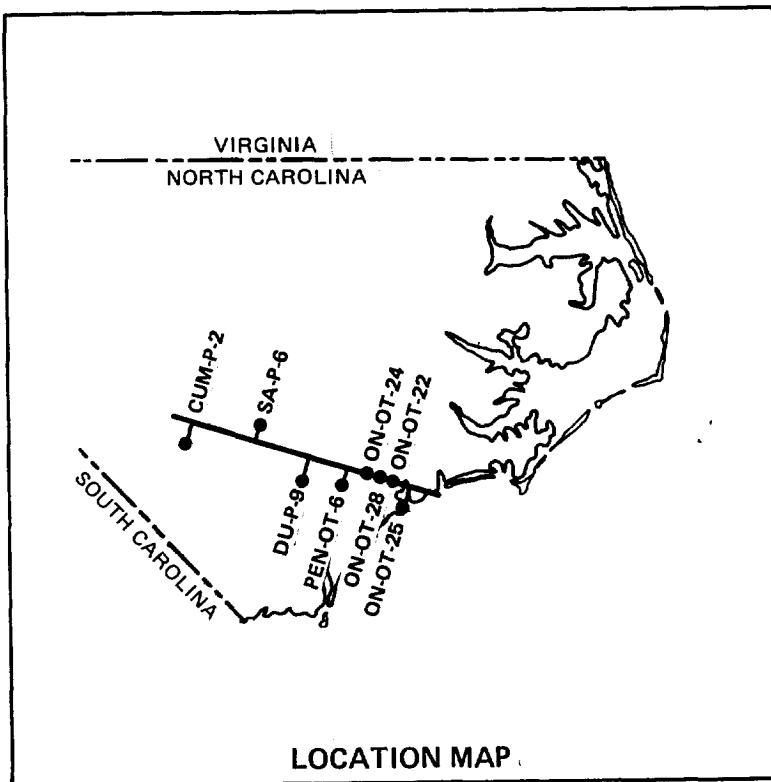 VIRGINIA
NORTH CAROLINA
CUM-P-2
SA-P-6
ON-OT-24
ON-OT-22
SOUTH CAROLINA
DU-P-9
PEN-OT-6
ON-OT-28
ON-OT-25
LOCATION MAP